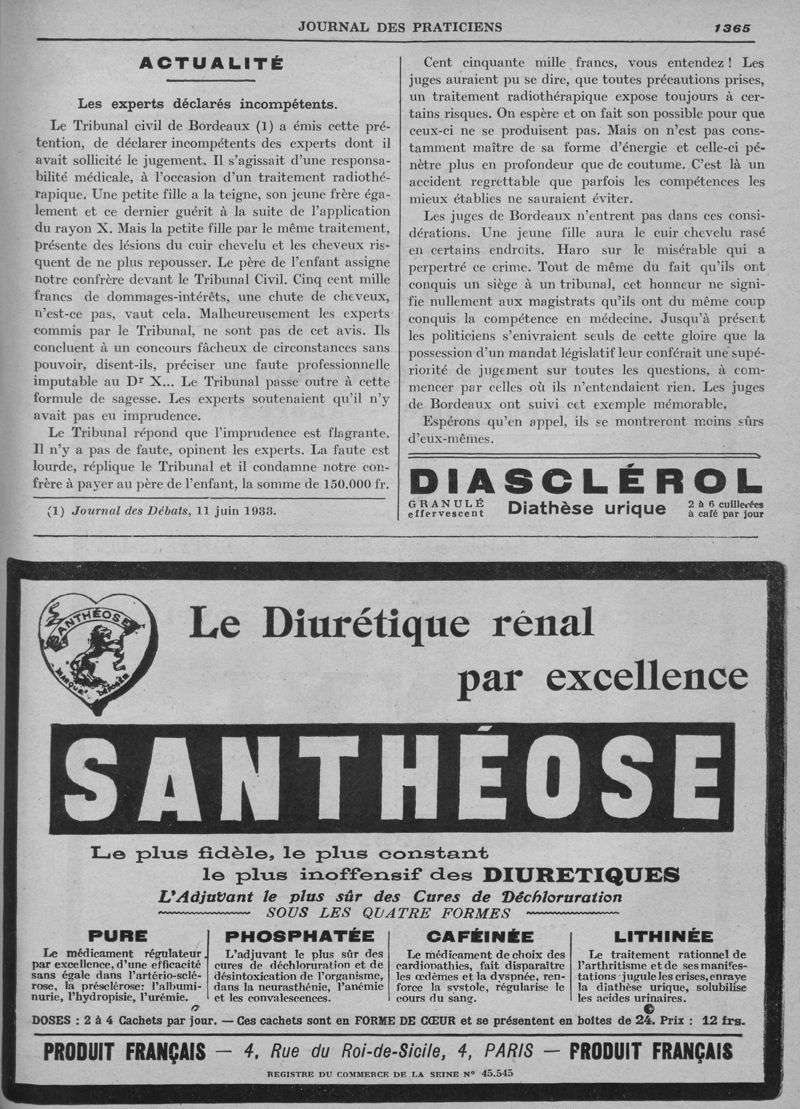 JOURNAL DES PRATICIENS 1365
ACTUALITÉ
Les experts déclarés incompétents.
Le Tribunal civil de Bordeaux (1) a émis cette pré-
tention, de déclarer incompétents des experts dont il
avait sollicité le jugement. Il s'agissait d'une responsa-
bilité médicale, à l'occasion d'un traitement radiothé-
rapique. Une petite fille a la teigne, son jeune frère éga-
lement et ce dernier guérit à la suite de l'application
du rayon X. Mais la petite fille par le même traitement,
présente des lésions du cuir chevelu et les cheveux ris-
quent de ne plus repousser. Le père de l'enfant assigne
notre confrère devant le Tribunal Civil. Cinq cent mille
francs de dommages-intérêts, une chute de cheveux,
n'est-ce pas, vaut cela. Malheureusement les experts
commis par le Tribunal, ne sont pas de cet avis. Ils
concluent à un concours fâcheux de circonstances sans
pouvoir, disent-ils, préciser une faute professionnelle
imputable au Dr X... Le Tribunal passe outre à cette
formule de sagesse. Les experts soutenaient qu'il n'y
avait pas eu imprudence.
Le Tribunal répond que l'imprudence est flagrante.
Il n'y a pas de faute, opinent les experts. La faute est
lourde, réplique le Tribunal et il condamne notre con-
frère à payer au père de l'enfant, la somme de 150.000 fr.
(1) Journal des Débats, 11 juin 1933.
Cent cinquante mille francs, vous entendez ! Les
juges auraient pu se dire, que toutes précautions prises,
un traitement radiothérapique expose toujours à cer-
tains risques. On espère et on fait son possible pour que
ceux-ci ne se produisent pas. Mais on n'est pas cons-
tamment maître de sa forme d'énergie et celle-ci pé-
nètre plus en profondeur que de coutume. C'est là un
accident regrettable que parfois les compétences les
mieux établies ne sauraient éviter.
Les juges de Bordeaux n'entrent pas dans ces consi-
dérations. Une jeune fille aura le cuir chevelu rasé
en certains endroits. Haro sur le misérable qui a
perpertré ce crime. Tout de même du fait qu'ils ont
conquis un siège à un tribunal, cet honneur ne signi-
fie nullement aux magistrats qu'ils ont du même coup
conquis la compétence en médecine. Jusqu'à présent
les politiciens s'enivraient seuls de cette gloire que la
possession d'un mandat législatif leur conférait une supé-
riorité de jugement sur toutes les questions, à com-
mencer par celles où ils n'entendaient rien. Les juges
de Bordeaux ont suivi cet exemple mémorable.
Espérons qu'en appel, ils se montreront moins sûrs
d'eux-mêmes.
DIASCLÉROL
GRANULÉ effervescent Diathèse urique 2 à 6 cuillerées à café par jour
SANTHÉOSE
MARQUE DÉPOSÉE
Le Diurétique rénal
par excellence
SANTHÉOSE
Le plus fidèle, le plus constant
le plus inoffensif des DIURETIQUES
L'Adjuvant le plus sûr des Cures de Déchloruration
SOUS LES QUATRE FORMES
PURE
Le médicament régulateur
par excellence, d'une efficacité
sans égale dans l'artério-sclé-
rose, la présclérose: l'albumi-
nurie, l'hydropisie, l'urémie.
PHOSPHATÉE
L'adjuvant le plus sûr des
cures de déchloruration et de
désintoxication de l'organisme,
dans la neurasthénie, l'anémie
et les convalescences.
CAFÉINÉE
Le médicament de choix des
cardiopathies, fait disparaître
les œdèmes et la dyspnée, ren-
force la systole, régularise le
cours du sang.
LITHINÉE
Le traitement rationnel de
l'arthritisme et de ses manifes-
tations : jugule les crises, enraye
la diathèse urique, solubilise
les acides urinaires.
DOSES : 2 à 4 Cachets par jour. — Ces cachets sont en FORME DE CŒUR et se présentent en boîtes de 24. Prix : 12 frs.
PRODUIT FRANÇAIS — 4, Rue du Roi-de-Sicile, 4, PARIS — PRODUIT FRANÇAIS
REGISTRE DU COMMERCE DE LA SEINE N° 45.545